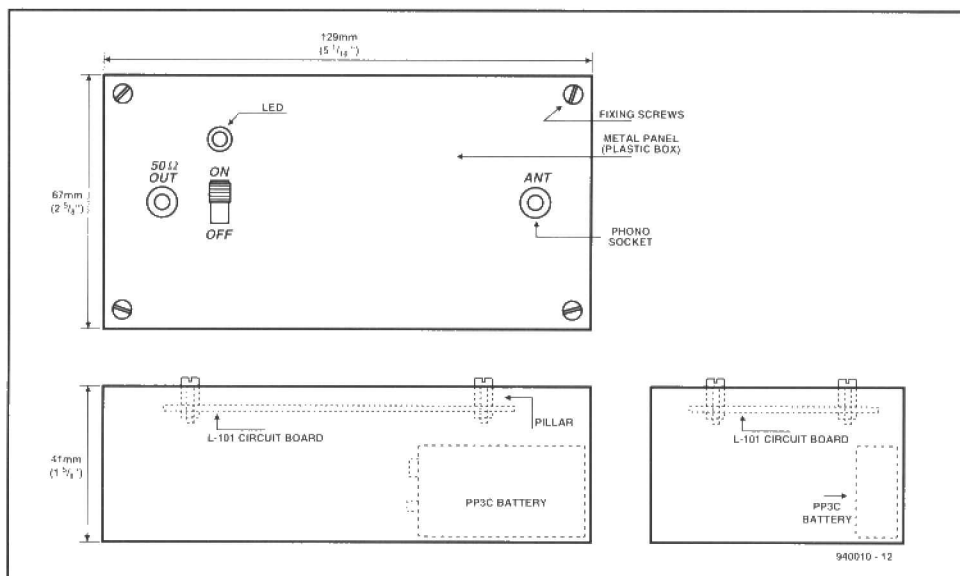 129mm
(5 1/16")
LED
FIXING SCREWS
METAL PANEL
(PLASTIC BOX)
50Ω
OUT
ON
OFF
ANT
PHONO
SOCKET
67mm
(2 5/8")
41mm
(1 5/8")
PILLAR
L-101 CIRCUIT BOARD
PP3C BATTERY
L-101 CIRCUIT BOARD
PP3C
BATTERY
940010 - 12